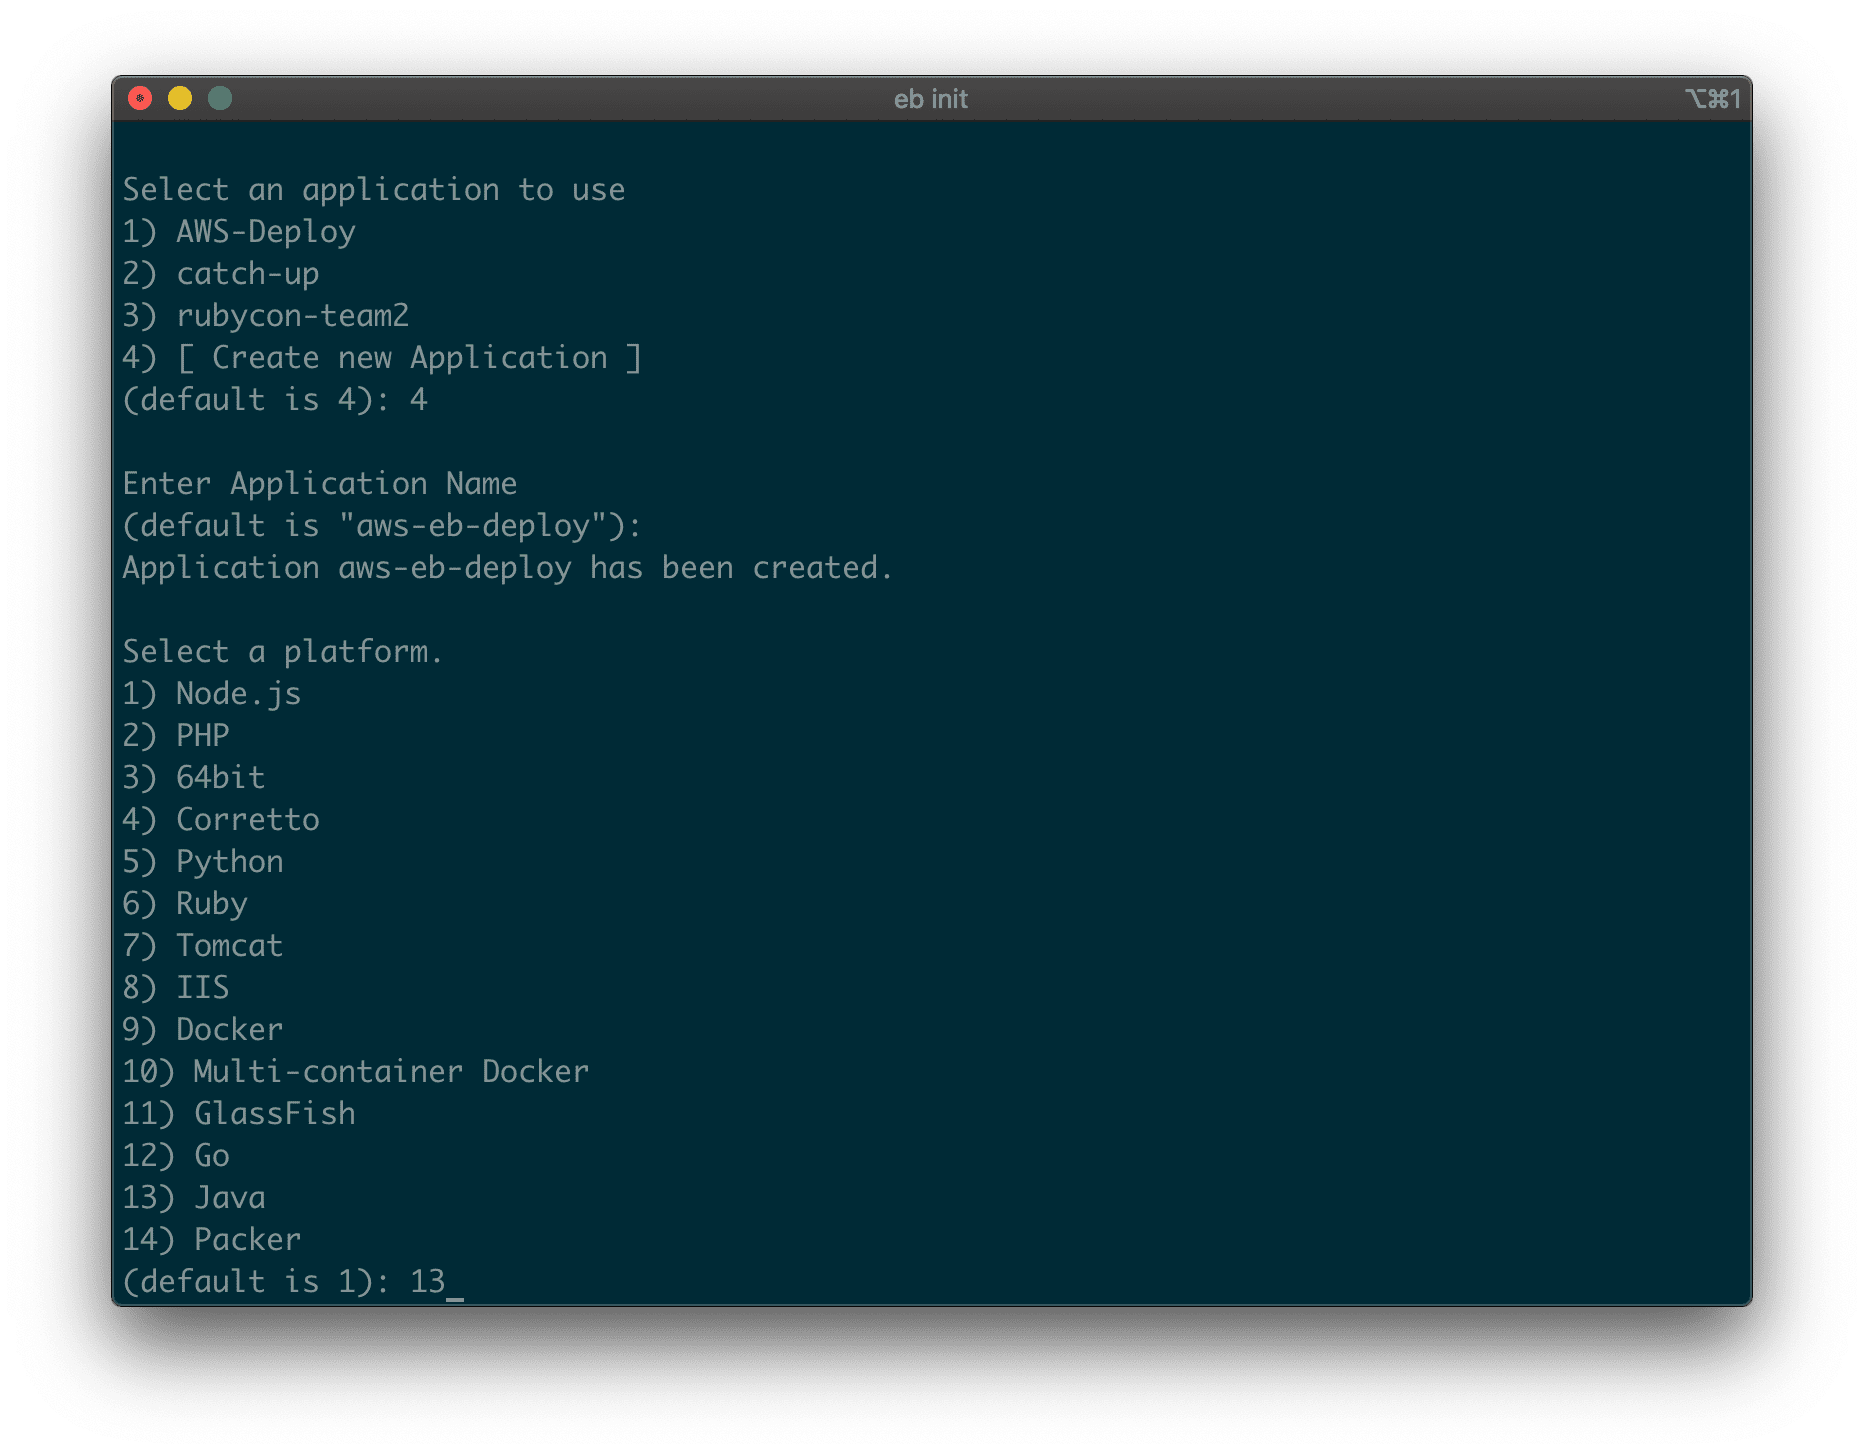 eb init
⌥⌘1
Select an application to use
1) AWS-Deploy
2) catch-up
3) rubycon-team2
4) [ Create new Application ]
(default is 4): 4
Enter Application Name
(default is "aws-eb-deploy"):
Application aws-eb-deploy has been created.
Select a platform.
1) Node.js
2) PHP
3) 64bit
4) Corretto
5) Python
6) Ruby
7) Tomcat
8) IIS
9) Docker
10) Multi-container Docker
11) GlassFish
12) Go
13) Java
14) Packer
(default is 1): 13_